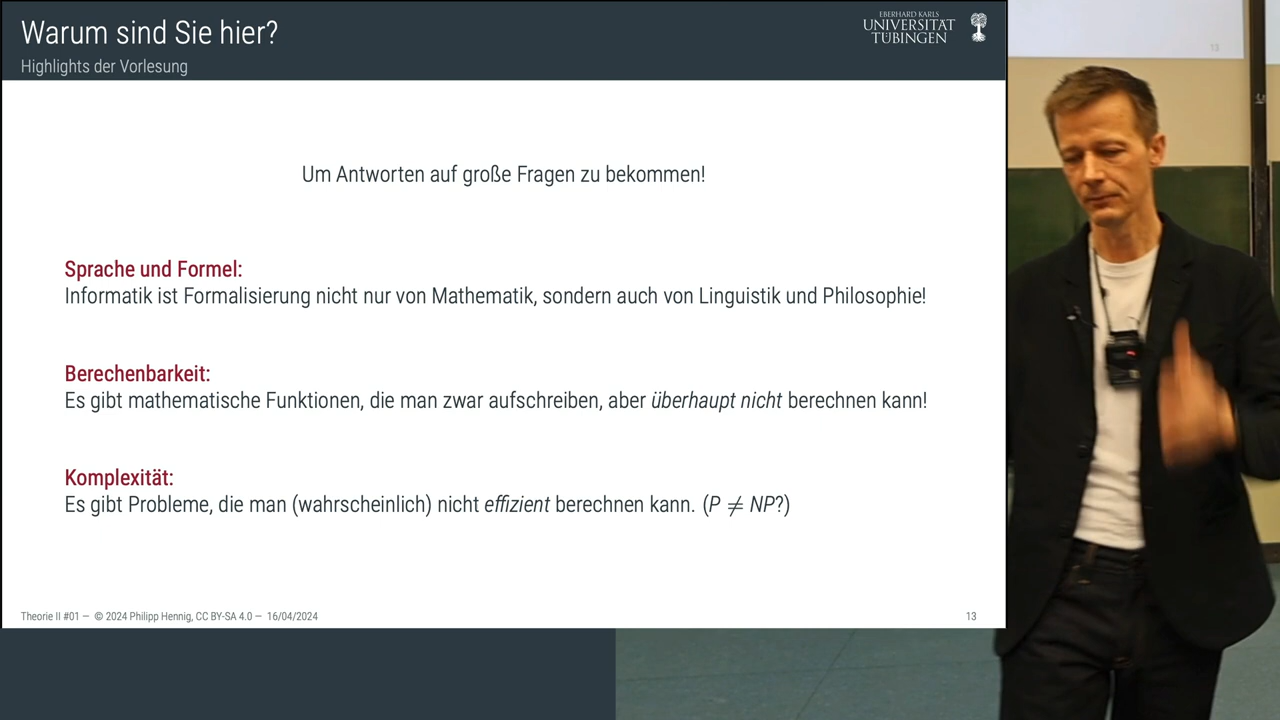 Warum sind Sie hier?
Highlights der Vorlesung
EBERHARD KARLS
UNIVERSITÄT
TÜBINGEN
Um Antworten auf große Fragen zu bekommen!
Sprache und Formel:
Informatik ist Formalisierung nicht nur von Mathematik, sondern auch von Linguistik und Philosophie!
Berechenbarkeit:
Es gibt mathematische Funktionen, die man zwar aufschreiben, aber überhaupt nicht berechnen kann!
Komplexität:
Es gibt Probleme, die man (wahrscheinlich) nicht effizient berechnen kann. (P ≠ NP?)
Theorie II #01 — © 2024 Philipp Hennig, CC BY-SA 4.0 — 16/04/2024
13
13